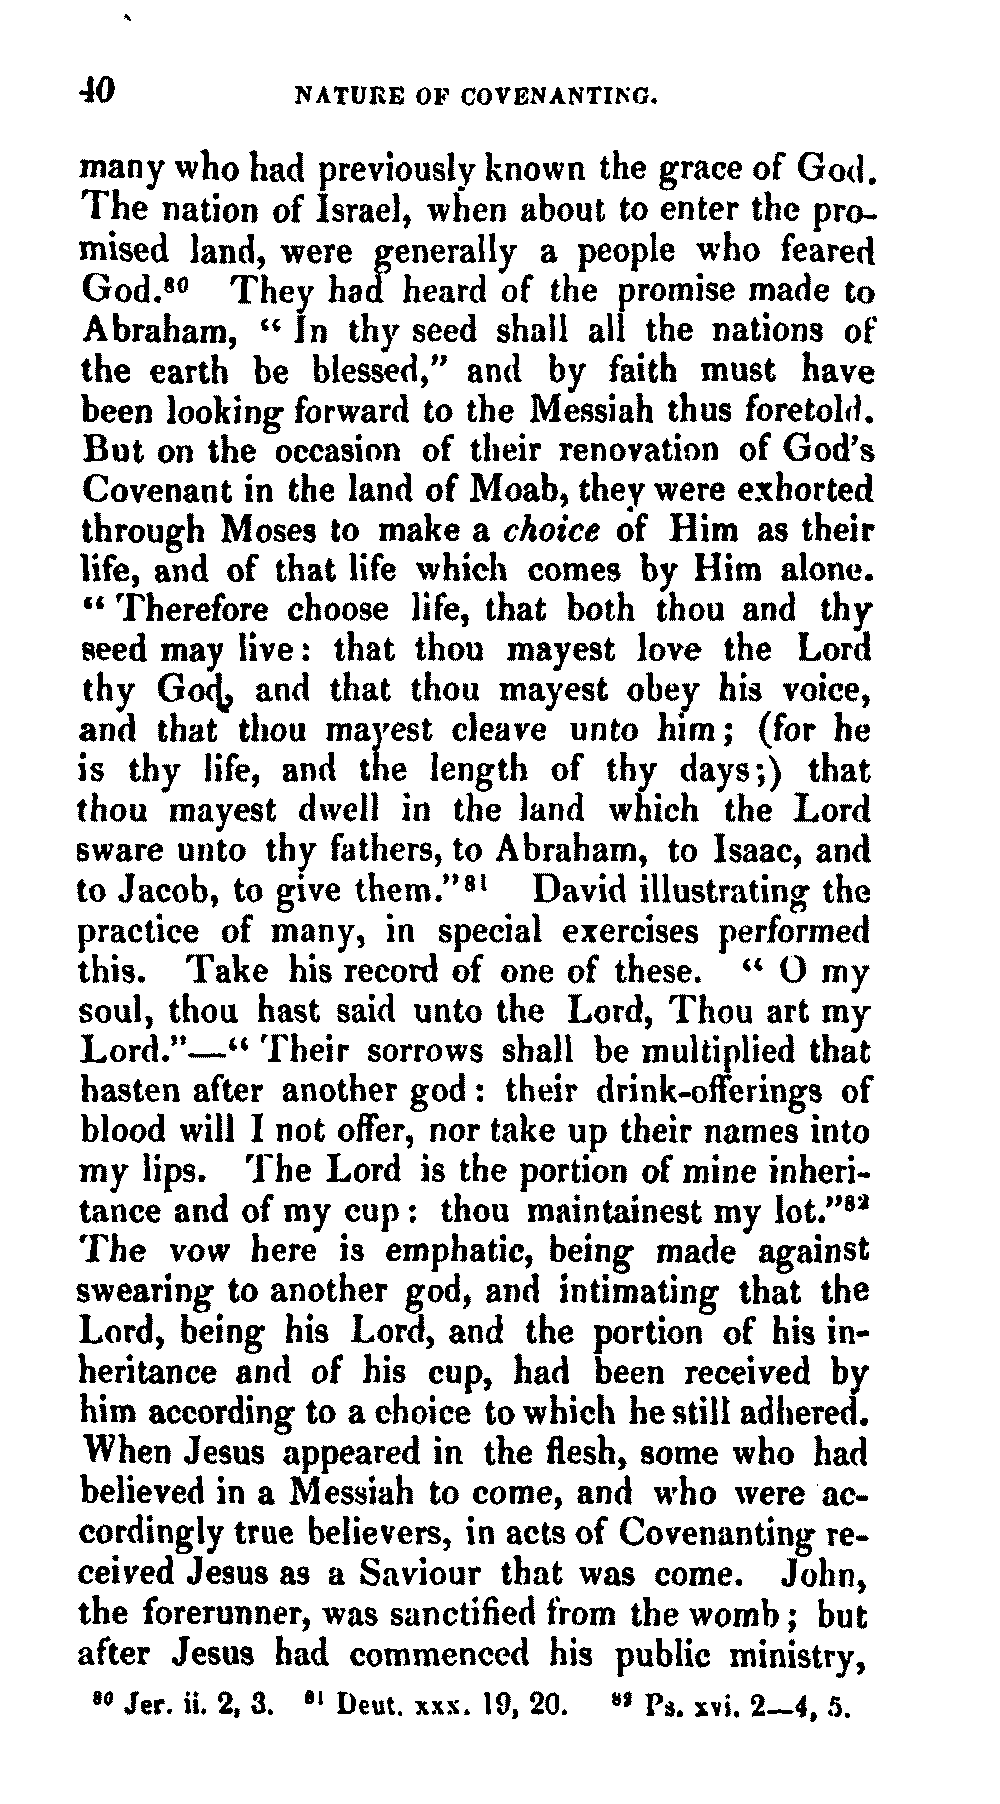 40 NATURE OF COVENANTING.
many who had previously known the grace of God.
The nation of Israel, when about to enter the pro-
mised land, were generally a people who feared
God.⁸⁰ They had heard of the promise made to
Abraham, “ In thy seed shall all the nations of
the earth be blessed,” and by faith must have
been looking forward to the Messiah thus foretold.
But on the occasion of their renovation of God’s
Covenant in the land of Moab, they were exhorted
through Moses to make a choice of Him as their
life, and of that life which comes by Him alone.
“ Therefore choose life, that both thou and thy
seed may live : that thou mayest love the Lord
thy God, and that thou mayest obey his voice,
and that thou mayest cleave unto him ; (for he
is thy life, and the length of thy days ;) that
thou mayest dwell in the land which the Lord
sware unto thy fathers, to Abraham, to Isaac, and
to Jacob, to give them.”⁸¹ David illustrating the
practice of many, in special exercises performed
this. Take his record of one of these. “ O my
soul, thou hast said unto the Lord, Thou art my
Lord.”—“ Their sorrows shall be multiplied that
hasten after another god : their drink-offerings of
blood will I not offer, nor take up their names into
my lips. The Lord is the portion of mine inheri-
tance and of my cup : thou maintainest my lot.”⁸²
The vow here is emphatic, being made against
swearing to another god, and intimating that the
Lord, being his Lord, and the portion of his in-
heritance and of his cup, had been received by
him according to a choice to which he still adhered.
When Jesus appeared in the flesh, some who had
believed in a Messiah to come, and who were ac-
cordingly true believers, in acts of Covenanting re-
ceived Jesus as a Saviour that was come. John,
the forerunner, was sanctified from the womb ; but
after Jesus had commenced his public ministry,
⁸⁰ Jer. ii. 2, 3. ⁸¹ Deut. xxx. 19, 20. ⁸² Ps. xvi. 2—4, 5.